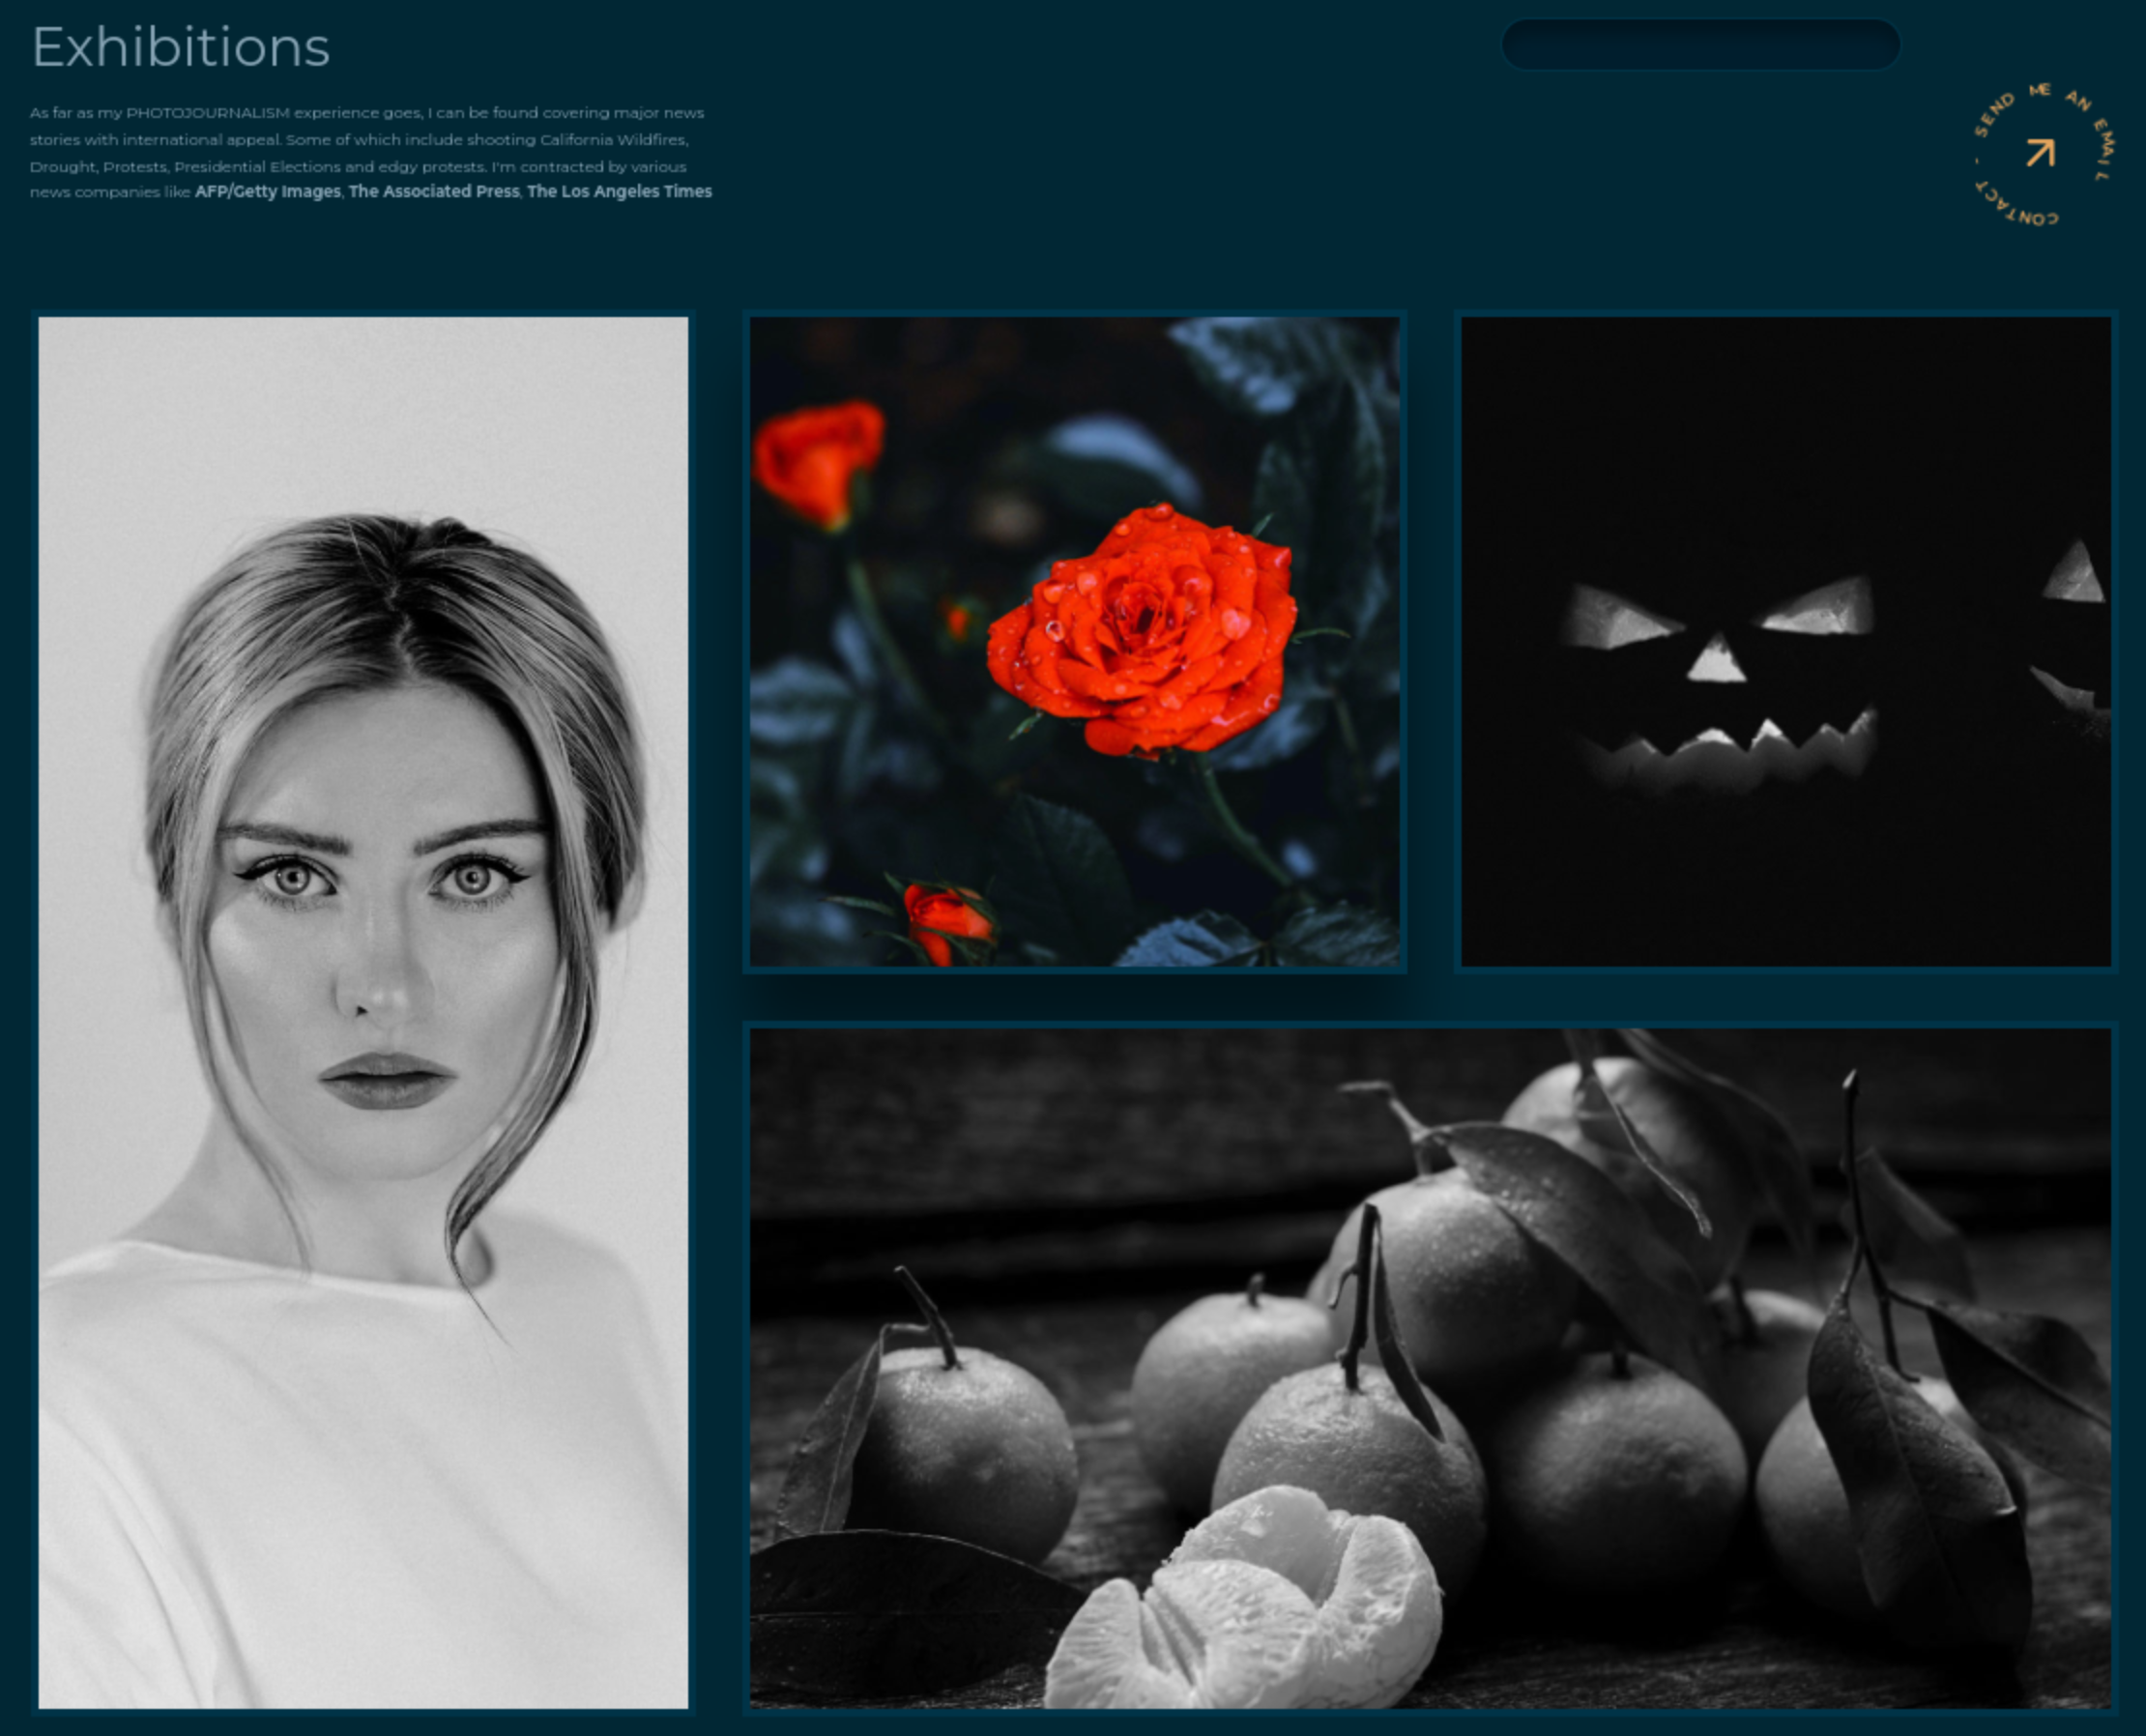 Exhibitions
As far as my PHOTOJOURNALISM experience goes, I can be found covering major news
stories with international appeal. Some of which include shooting California Wildfires,
Drought, Protests, Presidential Elections and edgy protests. I'm contracted by various
news companies like AFP/Getty Images, The Associated Press, The Los Angeles Times
SEND ME AN EMAIL - CONTACT -